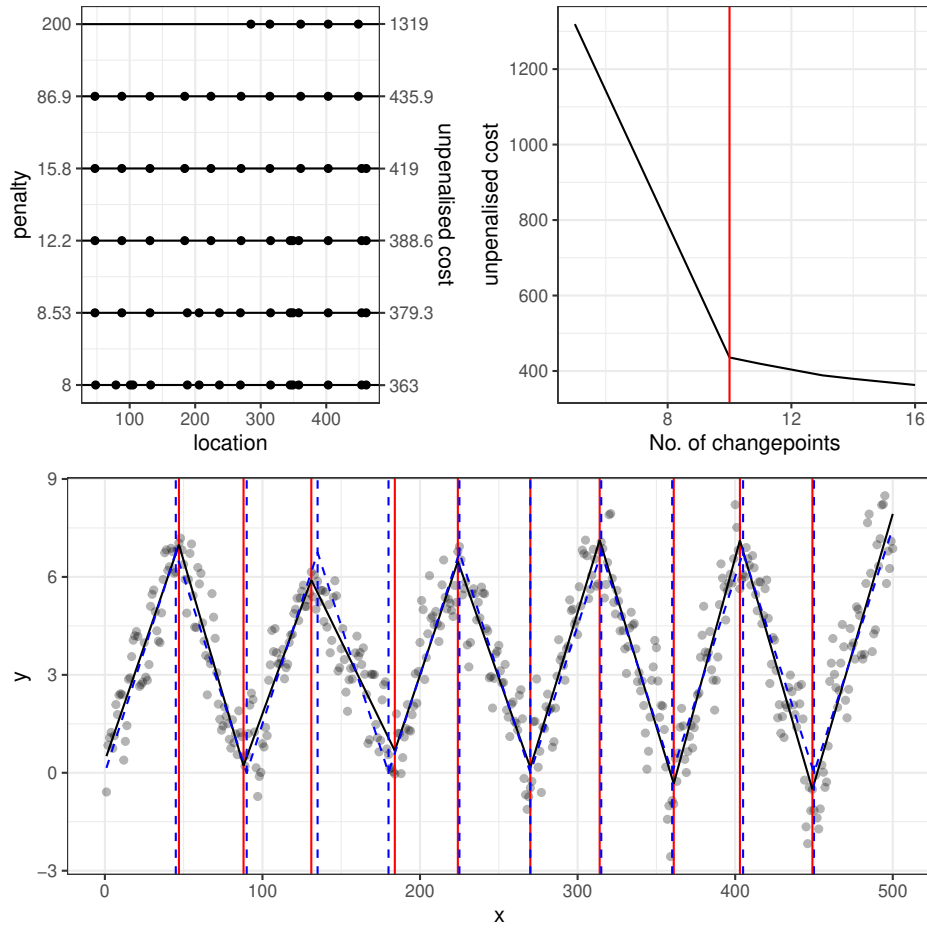 200
86.9
15.8
12.2
8.53
8
penalty
1319
435.9
419
388.6
379.3
363
unpenalised cost
100 200 300 400
location
1200
1000
800
600
400
unpenalised cost
8 12 16
No. of changepoints
9
6
3
0
−3
y
0 100 200 300 400 500
x